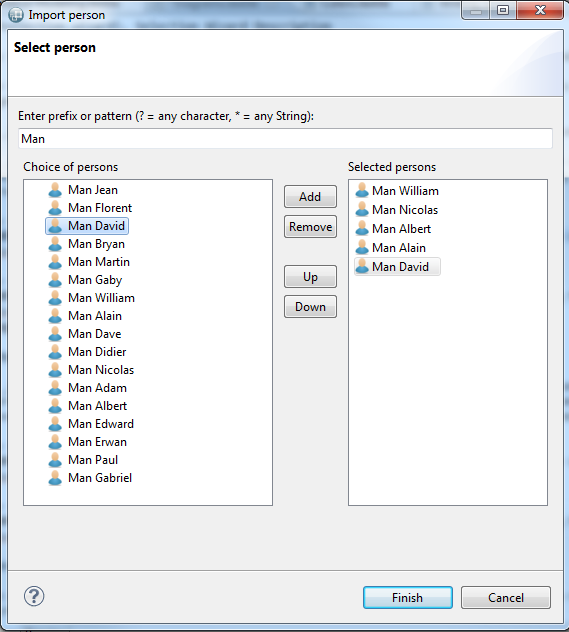 Import person
Select person
Enter prefix or pattern (? = any character, * = any String):
Man
Choice of persons
Selected persons
Man Jean
Man Florent
Man David
Man Bryan
Man Martin
Man Gaby
Man William
Man Alain
Man Dave
Man Didier
Man Nicolas
Man Adam
Man Albert
Man Edward
Man Erwan
Man Paul
Man Gabriel
Add
Remove
Up
Down
Man William
Man Nicolas
Man Albert
Man Alain
Man David
?
Finish
Cancel